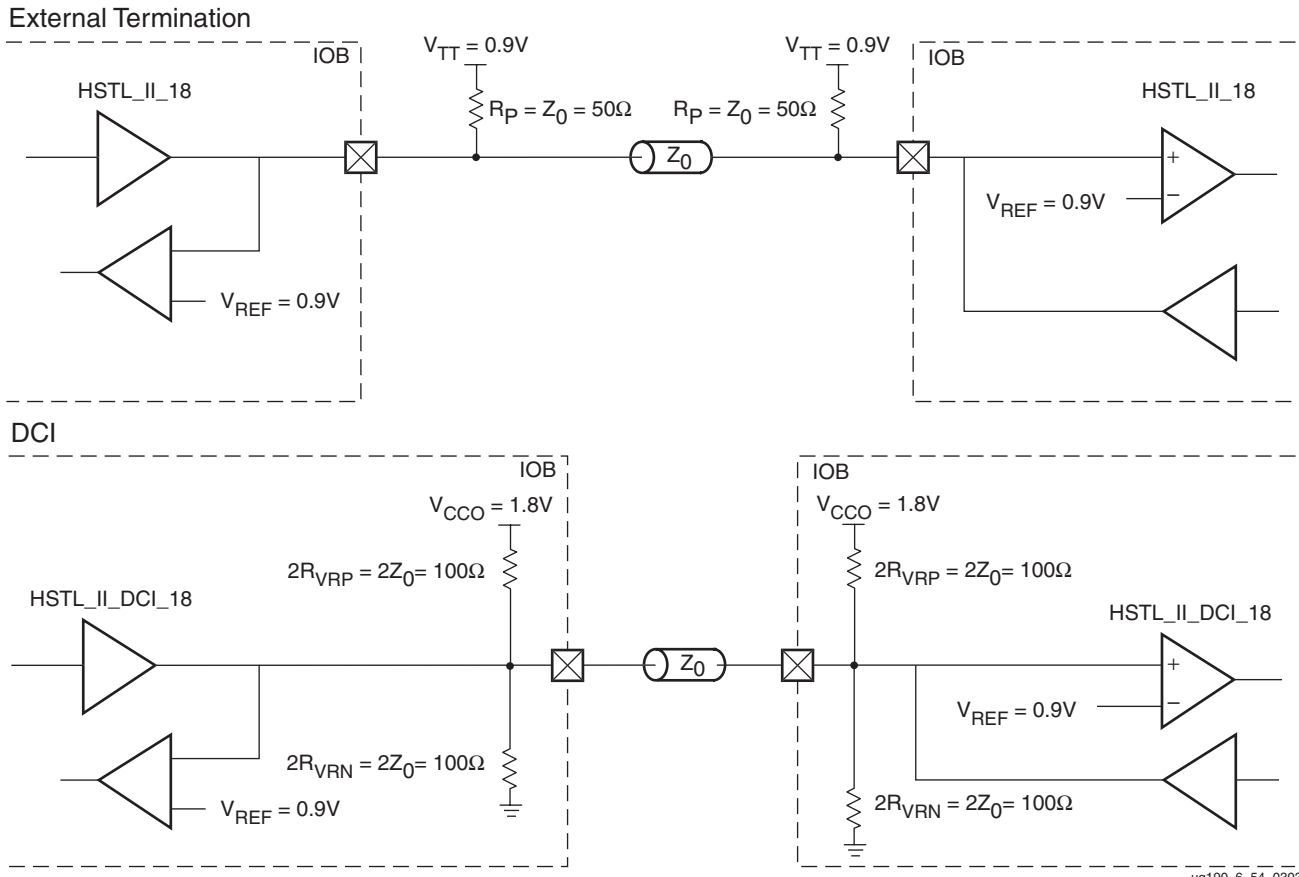 External Termination
IOB
V_TT = 0.9V
V_TT = 0.9V
IOB
HSTL_II_18
R_P = Z_0 = 50Ω
R_P = Z_0 = 50Ω
HSTL_II_18
Z_0
+
V_REF = 0.9V
–
V_REF = 0.9V
DCI
IOB
IOB
V_CCO = 1.8V
V_CCO = 1.8V
2R_VRP = 2Z_0= 100Ω
2R_VRP = 2Z_0= 100Ω
HSTL_II_DCI_18
HSTL_II_DCI_18
Z_0
+
V_REF = 0.9V
–
2R_VRN = 2Z_0= 100Ω
V_REF = 0.9V
2R_VRN = 2Z_0= 100Ω